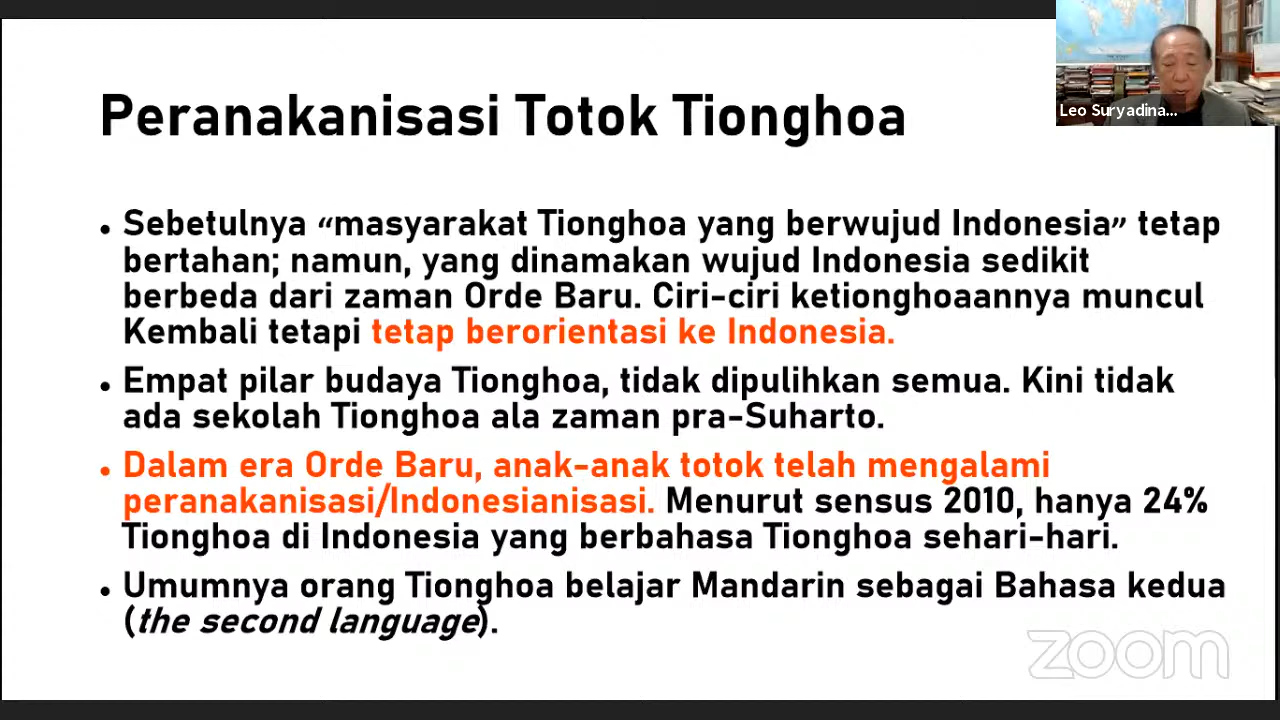 Peranakanisasi Totok Tionghoa
Leo Suryadina...
• Sebetulnya “masyarakat Tionghoa yang berwujud Indonesia” tetap
bertahan; namun, yang dinamakan wujud Indonesia sedikit
berbeda dari zaman Orde Baru. Ciri-ciri ketionghoaannya muncul
Kembali tetapi tetap berorientasi ke Indonesia.
• Empat pilar budaya Tionghoa, tidak dipulihkan semua. Kini tidak
ada sekolah Tionghoa ala zaman pra-Suharto.
• Dalam era Orde Baru, anak-anak totok telah mengalami
peranakanisasi/Indonesianisasi. Menurut sensus 2010, hanya 24%
Tionghoa di Indonesia yang berbahasa Tionghoa sehari-hari.
• Umumnya orang Tionghoa belajar Mandarin sebagai Bahasa kedua
(the second language).
zoom